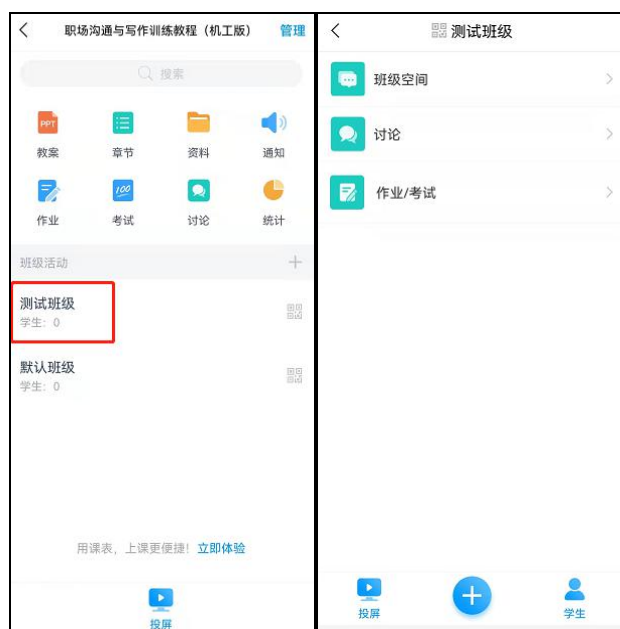 职场沟通与写作训练教程（机工版）
管理
搜索
PPT
100
教案
章节
资料
通知
作业
考试
讨论
统计
班级活动
测试班级
学生：0
默认班级
学生：0
用课表，上课更便捷！立即体验
投屏
测试班级
班级空间
讨论
作业/考试
投屏
学生